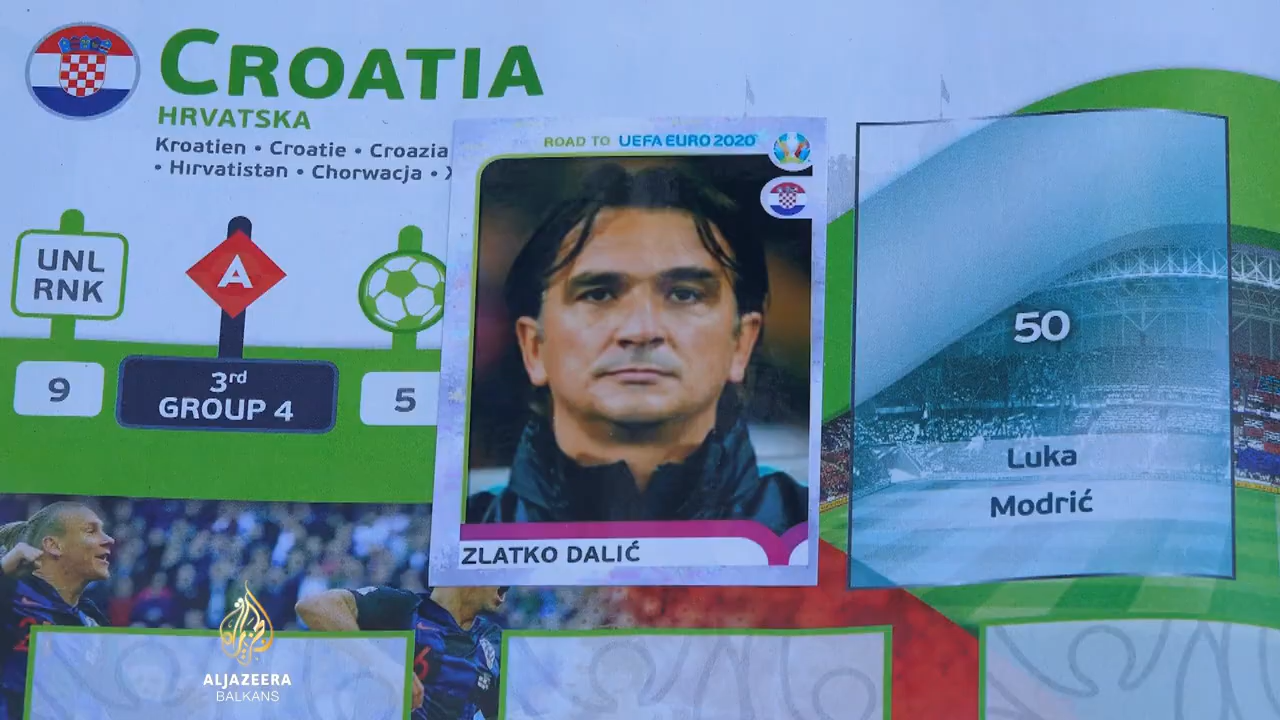 CROATIA
HRVATSKA
Kroatien • Croatie • Croazia
• Hırvatistan • Chorwacja •
ROAD TO UEFA EURO 2020
UNL
RNK
A
9
3rd
GROUP 4
5
50
Luka
Modrić
ZLATKO DALIĆ
ALJAZEERA
BALKANS